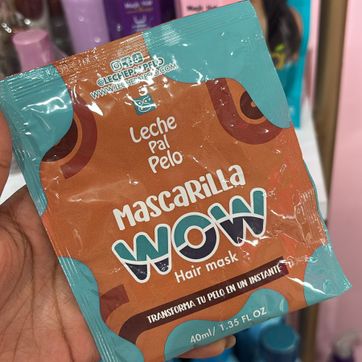 @LECHEPALPELO
Leche
Pal
Pelo
MASCARILLA
WOW
Hair mask
TRANSFORMA TU PELO EN UN INSTANTE
40ml/ 1.35 FL OZ